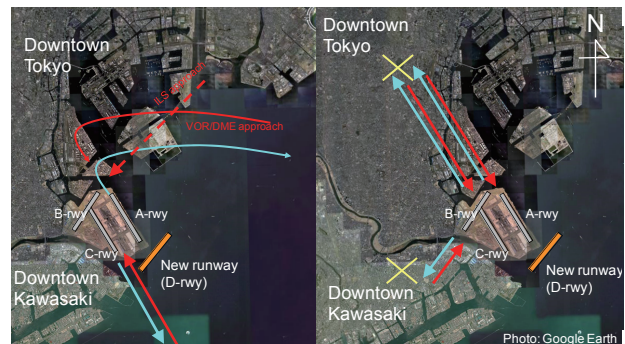 Downtown
Tokyo
ILS approach
VOR/DME approach
B-rwy
A-rwy
C-rwy
Downtown
Kawasaki
New runway
(D-rwy)
Downtown
Tokyo
N
B-rwy
A-rwy
C-rwy
New runway
(D-rwy)
Downtown
Kawasaki
Photo: Google Earth